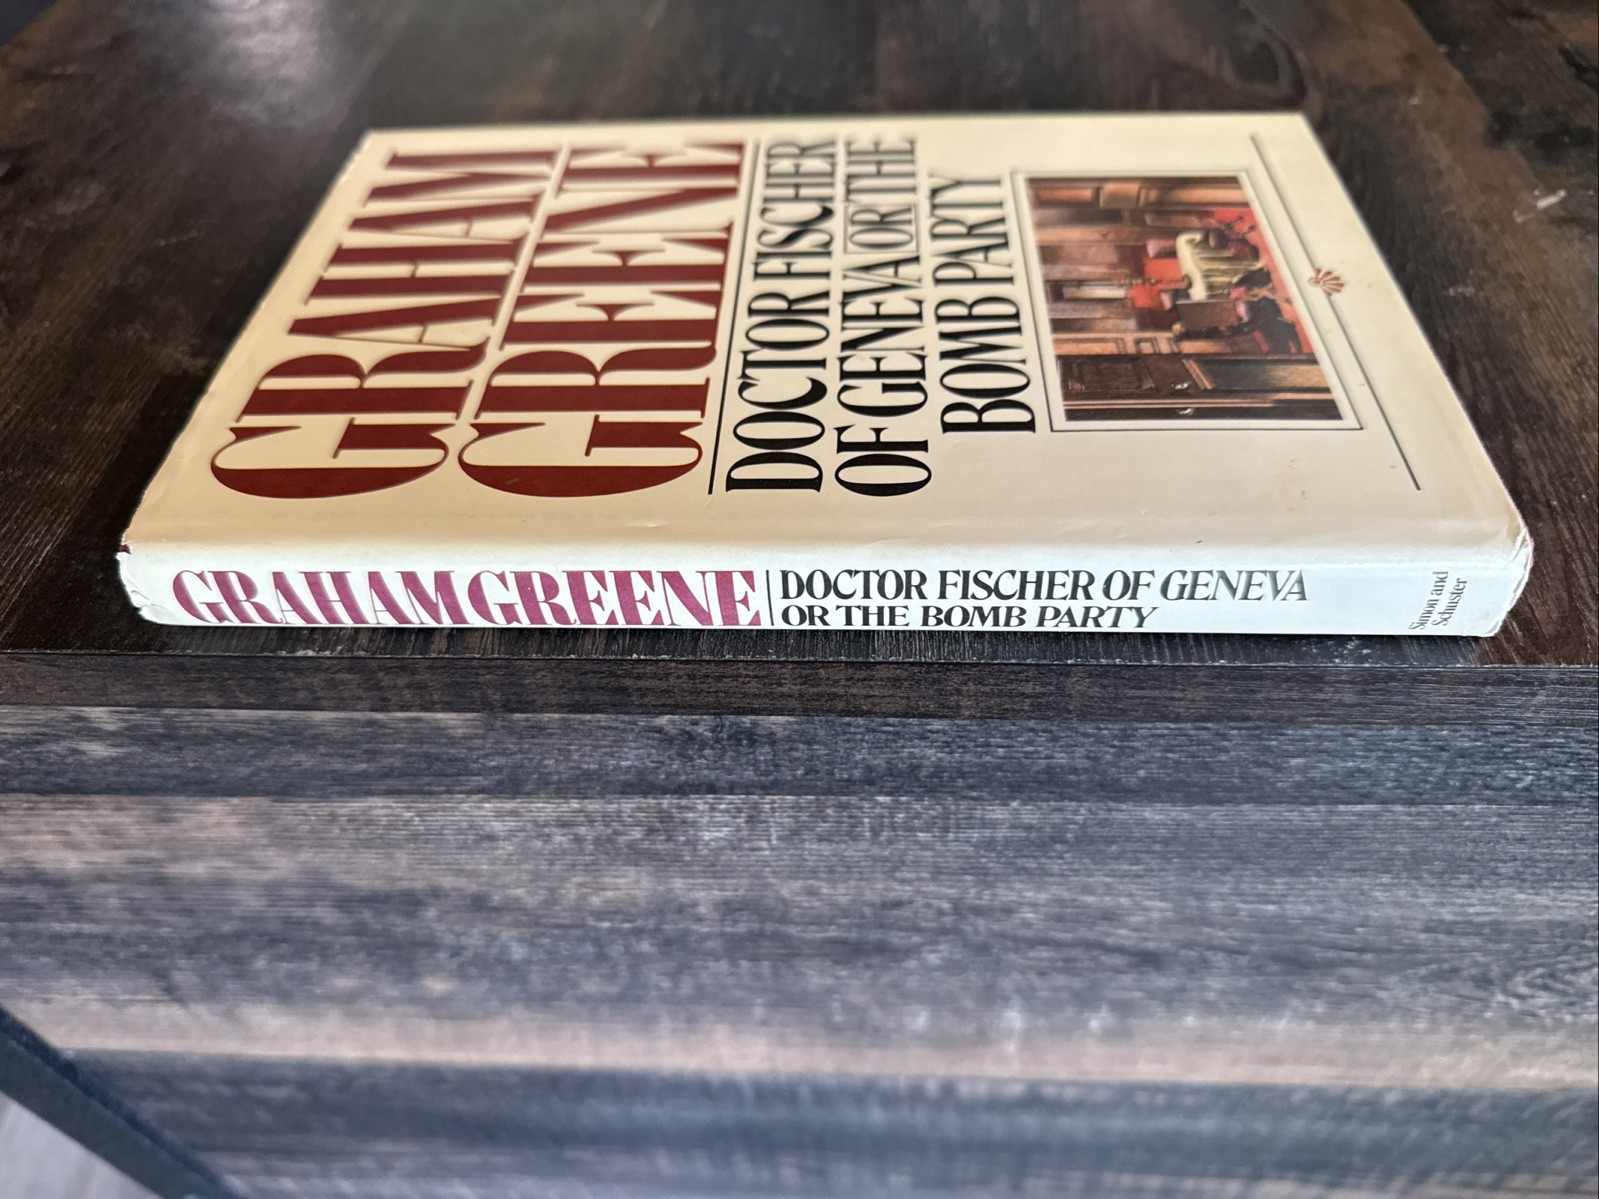 GRAHAM
GREENE
DOCTOR FISCHER
OF GENEVA OR THE
BOMB PARTY
GRAHAM GREENE
DOCTOR FISCHER OF GENEVA
OR THE BOMB PARTY
Simon and
Schuster